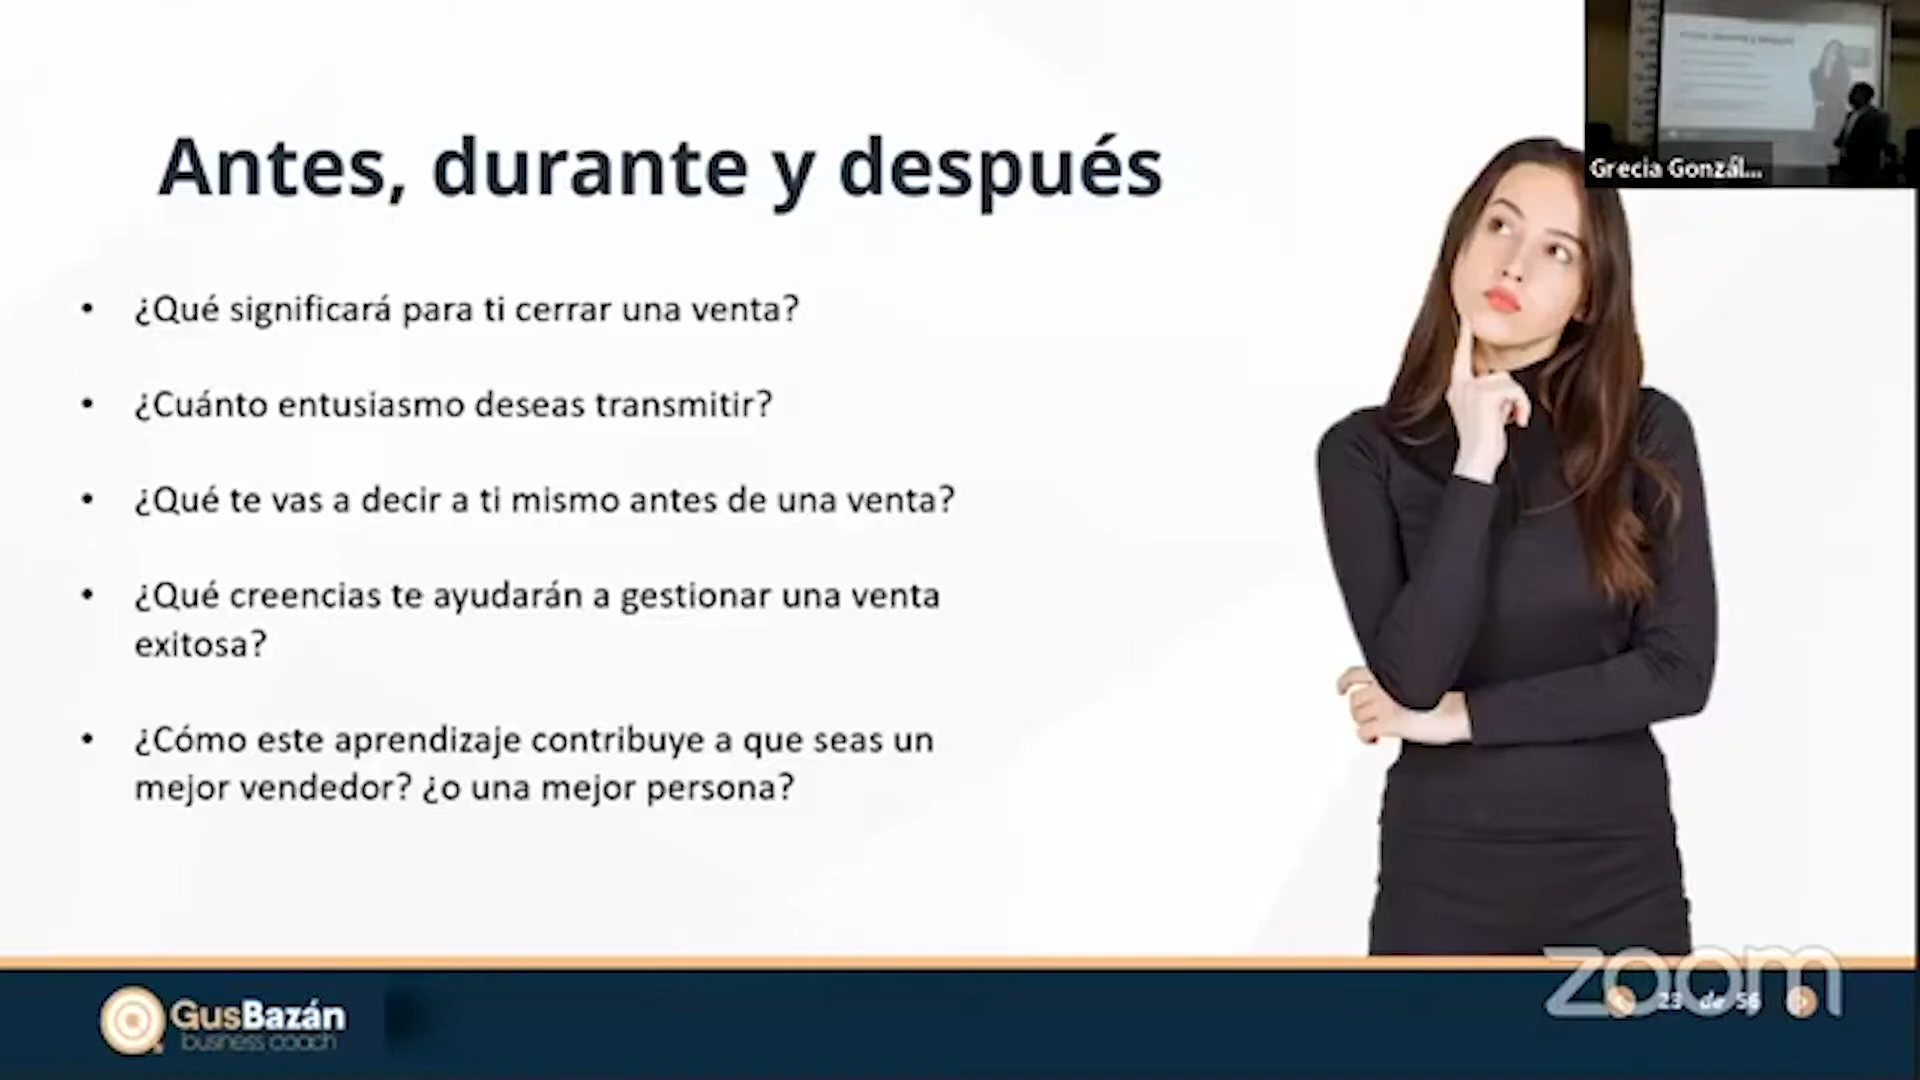 Grecia Gonzál...
Antes, durante y después
• ¿Qué significará para ti cerrar una venta?
• ¿Cuánto entusiasmo deseas transmitir?
• ¿Qué te vas a decir a ti mismo antes de una venta?
• ¿Qué creencias te ayudarán a gestionar una venta
exitosa?
• ¿Cómo este aprendizaje contribuye a que seas un
mejor vendedor? ¿o una mejor persona?
GusBazán
business coach
zoom
23 de 56